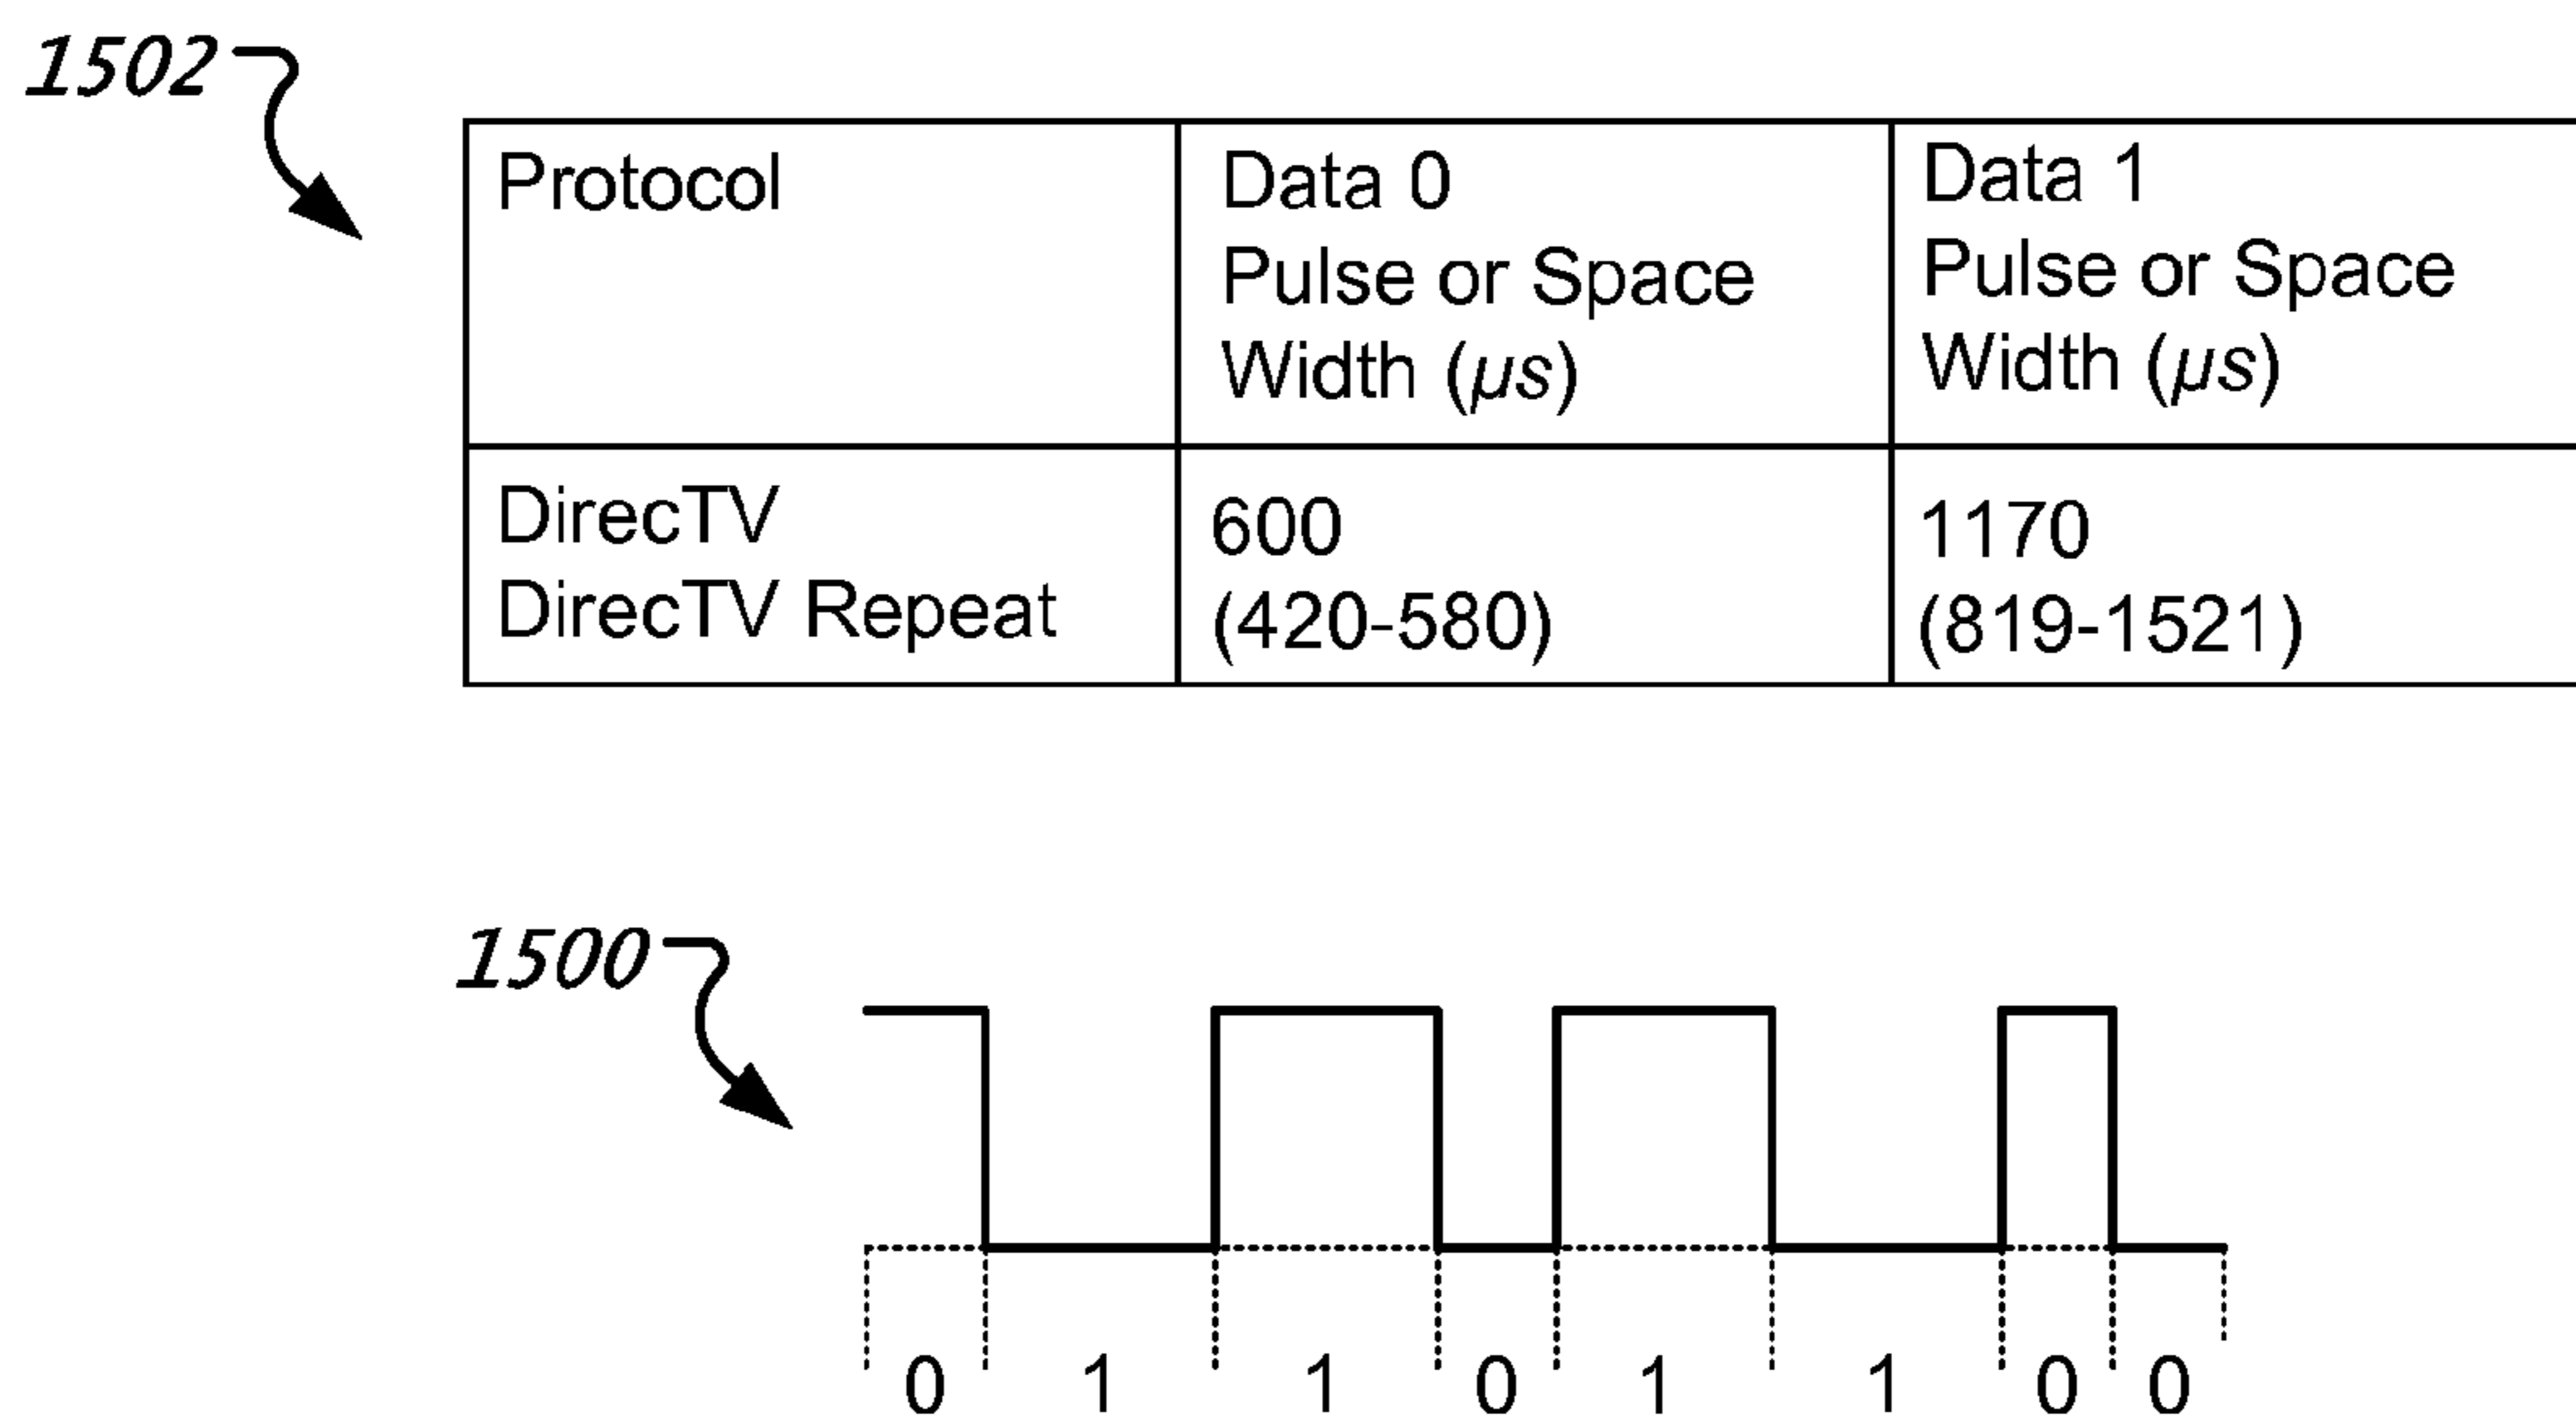 1502
Protocol
Data 0
Pulse or Space
Width (µs)
Data 1
Pulse or Space
Width (µs)
DirecTV
DirecTV Repeat
600
(420-580)
1170
(819-1521)
1500
0 1 1 0 1 1 0 0